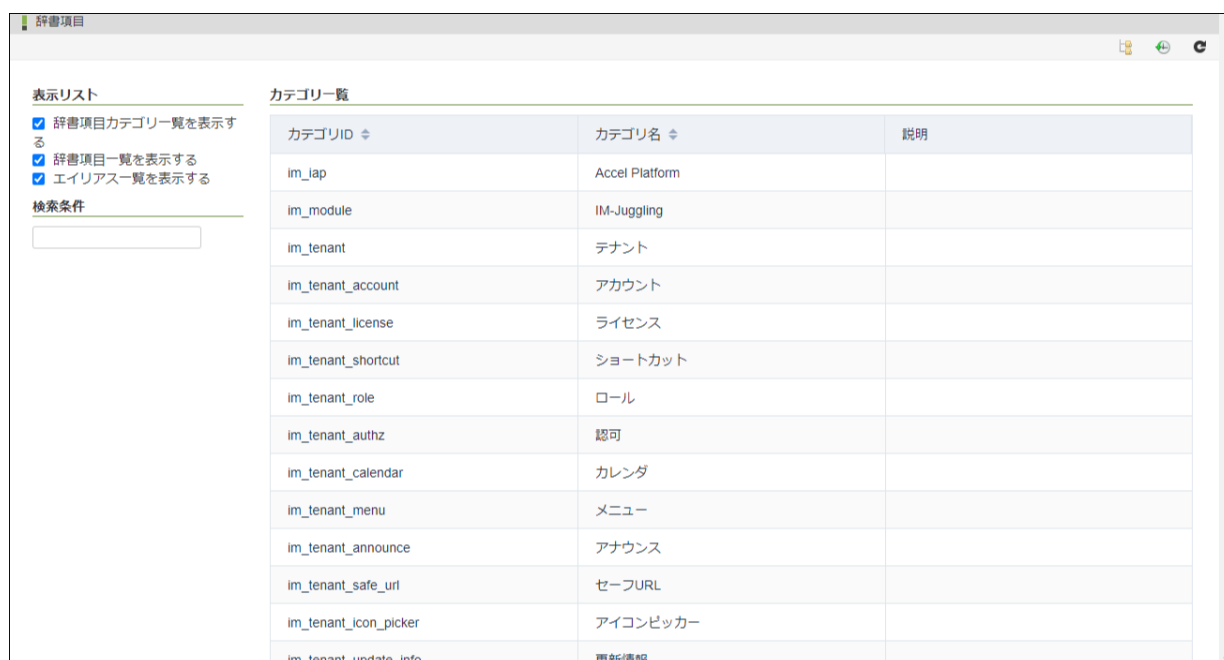 辞書項目
表示リスト
辞書項目カテゴリ一覧を表示す
る
辞書項目一覧を表示する
エイリアス一覧を表示する
検索条件
カテゴリ一覧
カテゴリID カテゴリ名 説明
im_iap Accel Platform
im_module IM-Juggling
im_tenant テナント
im_tenant_account アカウント
im_tenant_license ライセンス
im_tenant_shortcut ショートカット
im_tenant_role ロール
im_tenant_authz 認可
im_tenant_calendar カレンダ
im_tenant_menu メニュー
im_tenant_announce アナウンス
im_tenant_safe_url セーフURL
im_tenant_icon_picker アイコンピッカー
im_tenant_update_info 更新情報